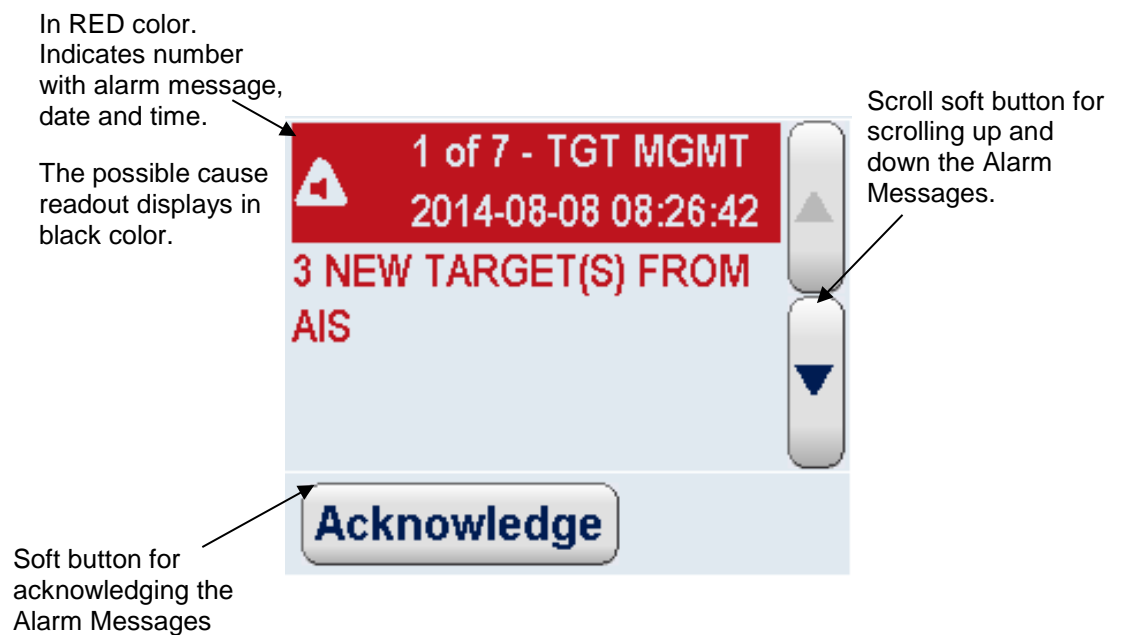 In RED color.
Indicates number
with alarm message,
date and time.
The possible cause
readout displays in
black color.
1 of 7 - TGT MGMT
2014-08-08 08:26:42
3 NEW TARGET(S) FROM
AIS
Acknowledge
Scroll soft button for
scrolling up and
down the Alarm
Messages.
Soft button for
acknowledging the
Alarm Messages